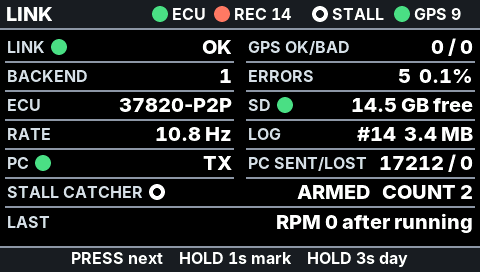 LINK ECU REC 14 STALL GPS 9
LINK OK GPS OK/BAD 0 / 0
BACKEND 1 ERRORS 5 0.1%
ECU 37820-P2P SD 14.5 GB free
RATE 10.8 Hz LOG #14 3.4 MB
PC TX PC SENT/LOST 17212 / 0
STALL CATCHER ARMED COUNT 2
LAST RPM 0 after running
PRESS next HOLD 1s mark HOLD 3s day